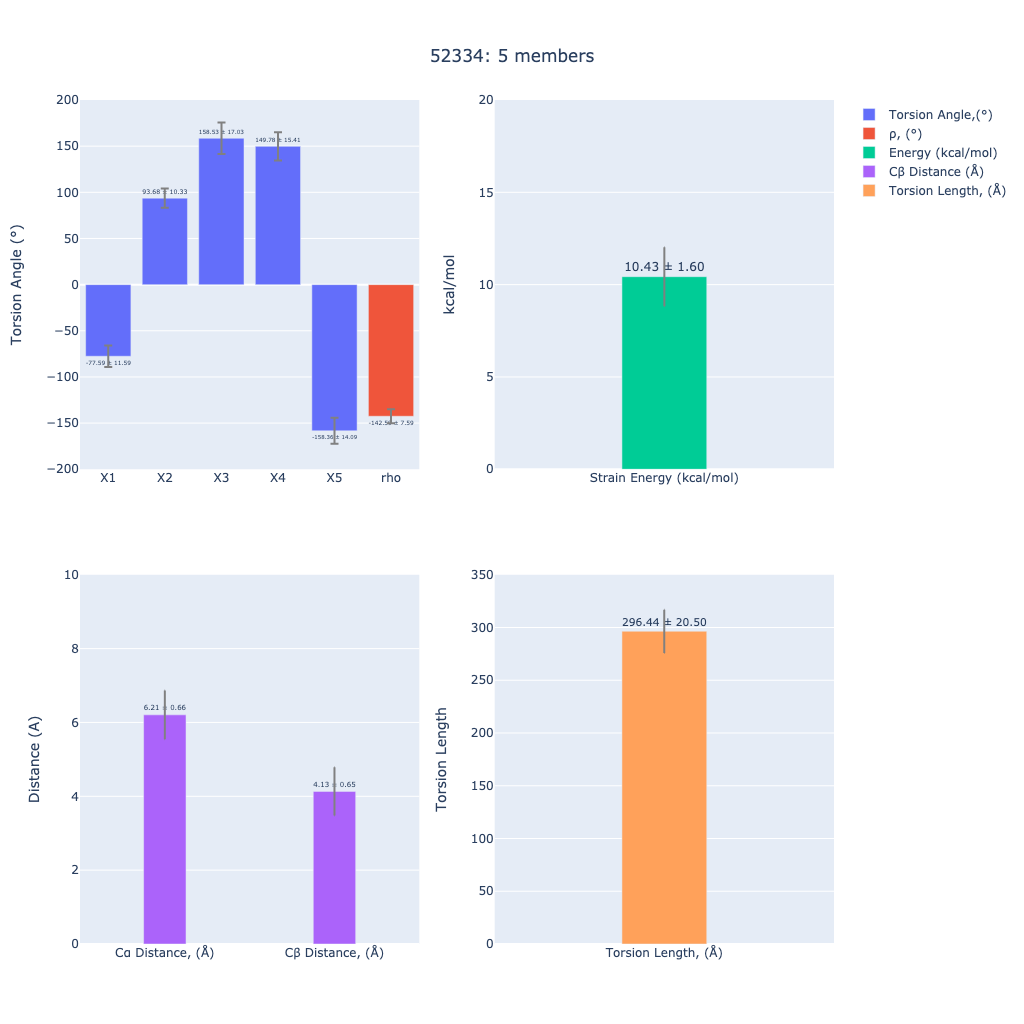 52334: 5 members
Torsion Angle (°)
200
150
100
50
0
−50
−100
−150
−200
-77.59 ± 11.59
93.68 ± 10.33
158.53 ± 17.03
149.78 ± 15.41
-158.36 ± 14.09
± 7.59
X1 X2 X3 X4 X5 rho
kcal/mol
20
15
10
5
0
10.43 ± 1.60
Strain Energy (kcal/mol)
Torsion Angle,(°)
ρ, (°)
Energy (kcal/mol)
Cβ Distance (Å)
Torsion Length, (Å)
Distance (A)
10
8
6
4
2
0
6.21 ± 0.66
4.13 ± 0.65
Cα Distance, (Å) Cβ Distance, (Å)
Torsion Length
350
300
250
200
150
100
50
0
296.44 ± 20.50
Torsion Length, (Å)